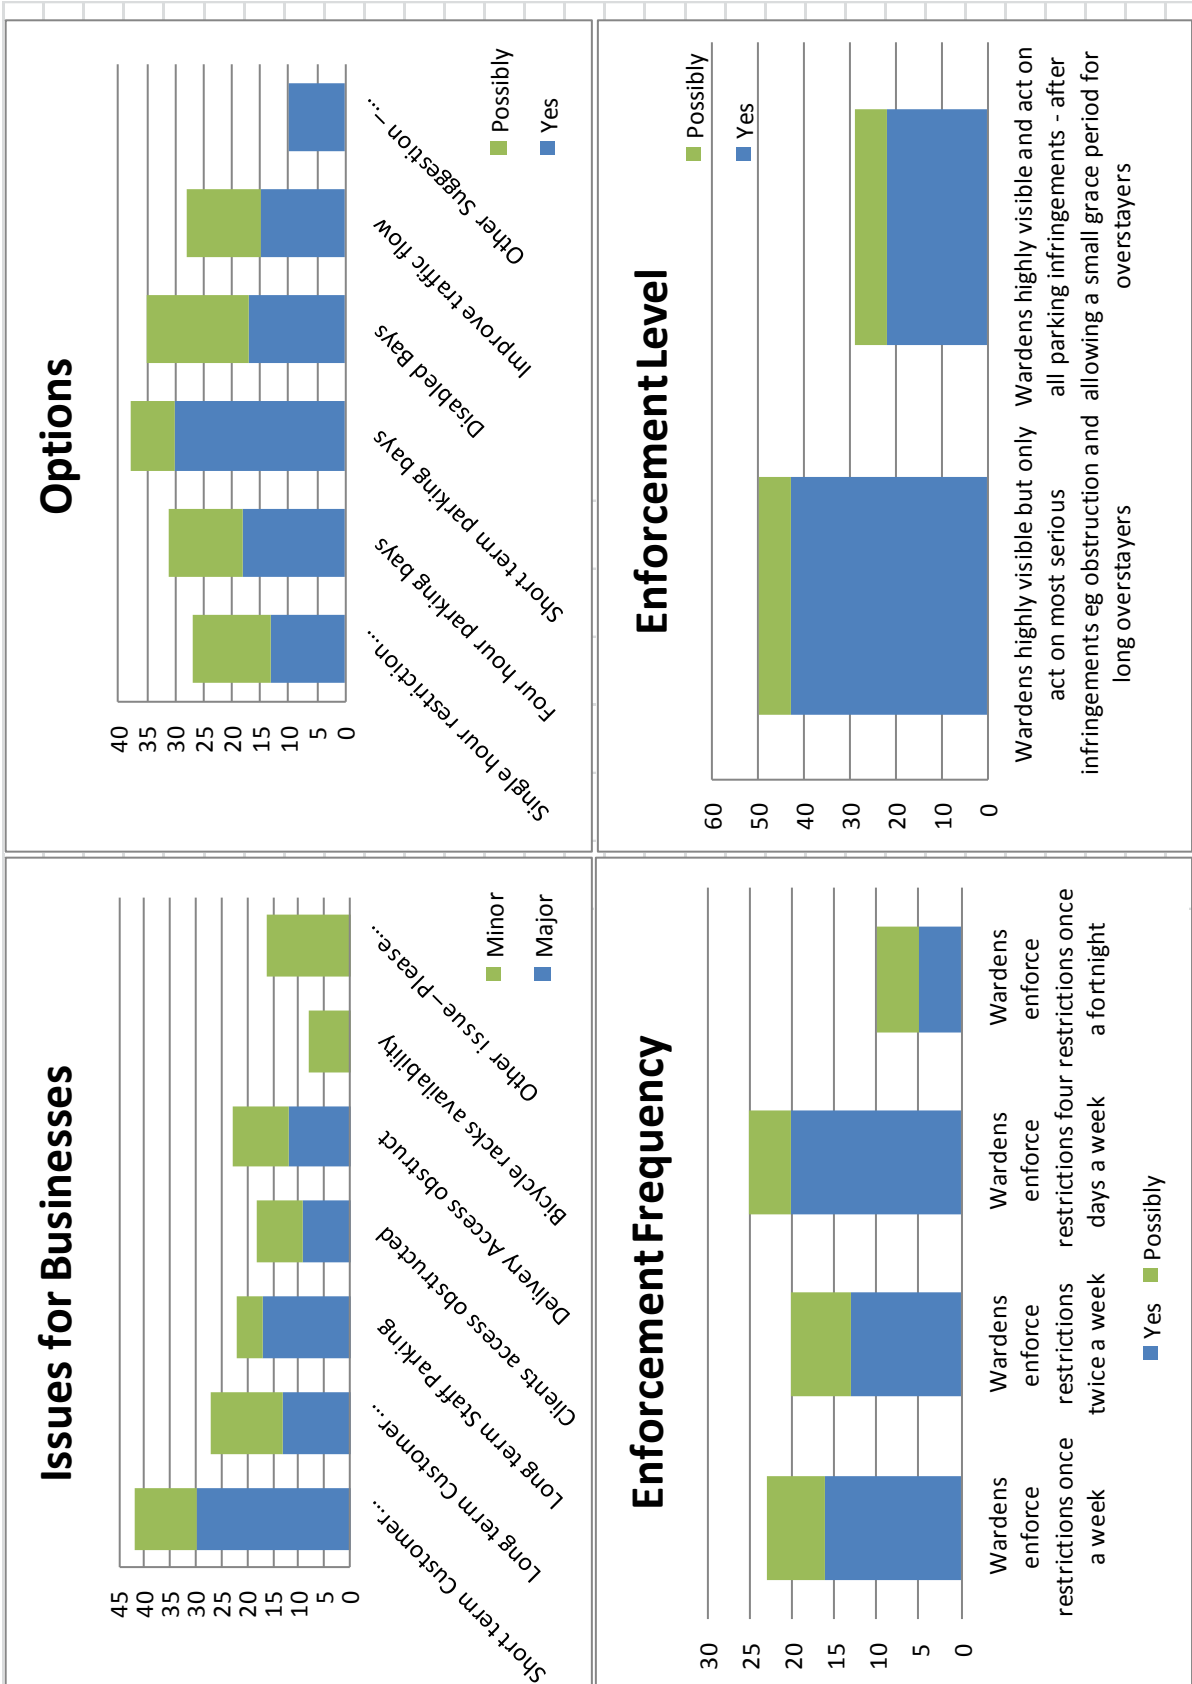 Issues for Businesses
45
40
35
30
25
20
15
10
5
0
Short term Customer...
Long term Customer ...
Long term Staff Parking
Clients access obstructed
Delivery Access obstruct
Bicycle racks availability
Other issue – Please...
Minor
Major
Options
40
35
30
25
20
15
10
5
0
Single hour restriction...
Four hour parking bays
Short term parking bays
Disabled Bays
Improve traffic flow
Other Suggestion – ...
Possibly
Yes
Enforcement Frequency
30
25
20
15
10
5
0
Wardens
enforce
restrictions once
a week
Wardens
enforce
restrictions
twice a week
Wardens
enforce
restrictions four
days a week
Wardens
enforce
restrictions once
a fortnight
Yes
Possibly
Enforcement Level
60
50
40
30
20
10
0
Wardens highly visible but only
act on most serious
infringements eg obstruction and
long overstayers
Wardens highly visible and act on
all parking infringements - after
allowing a small grace period for
overstayers
Possibly
Yes